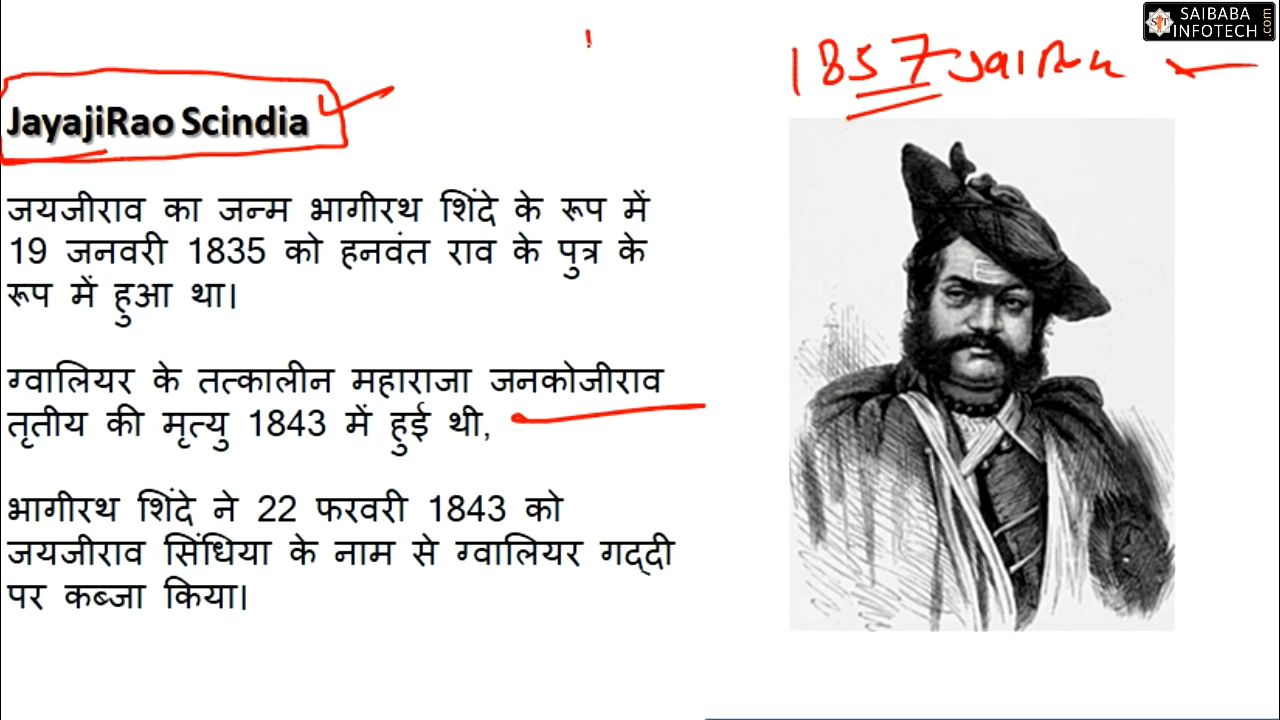 SAIBABA
INFOTECH.com
1857
JayajiRao Scindia
जयजीराव का जन्म भागीरथ शिंदे के रूप में
19 जनवरी 1835 को हनवंत राव के पुत्र के
रूप में हुआ था।
ग्वालियर के तत्कालीन महाराजा जनकोजीराव
तृतीय की मृत्यु 1843 में हुई थी,
भागीरथ शिंदे ने 22 फरवरी 1843 को
जयजीराव सिंधिया के नाम से ग्वालियर गद्दी
पर कब्जा किया।